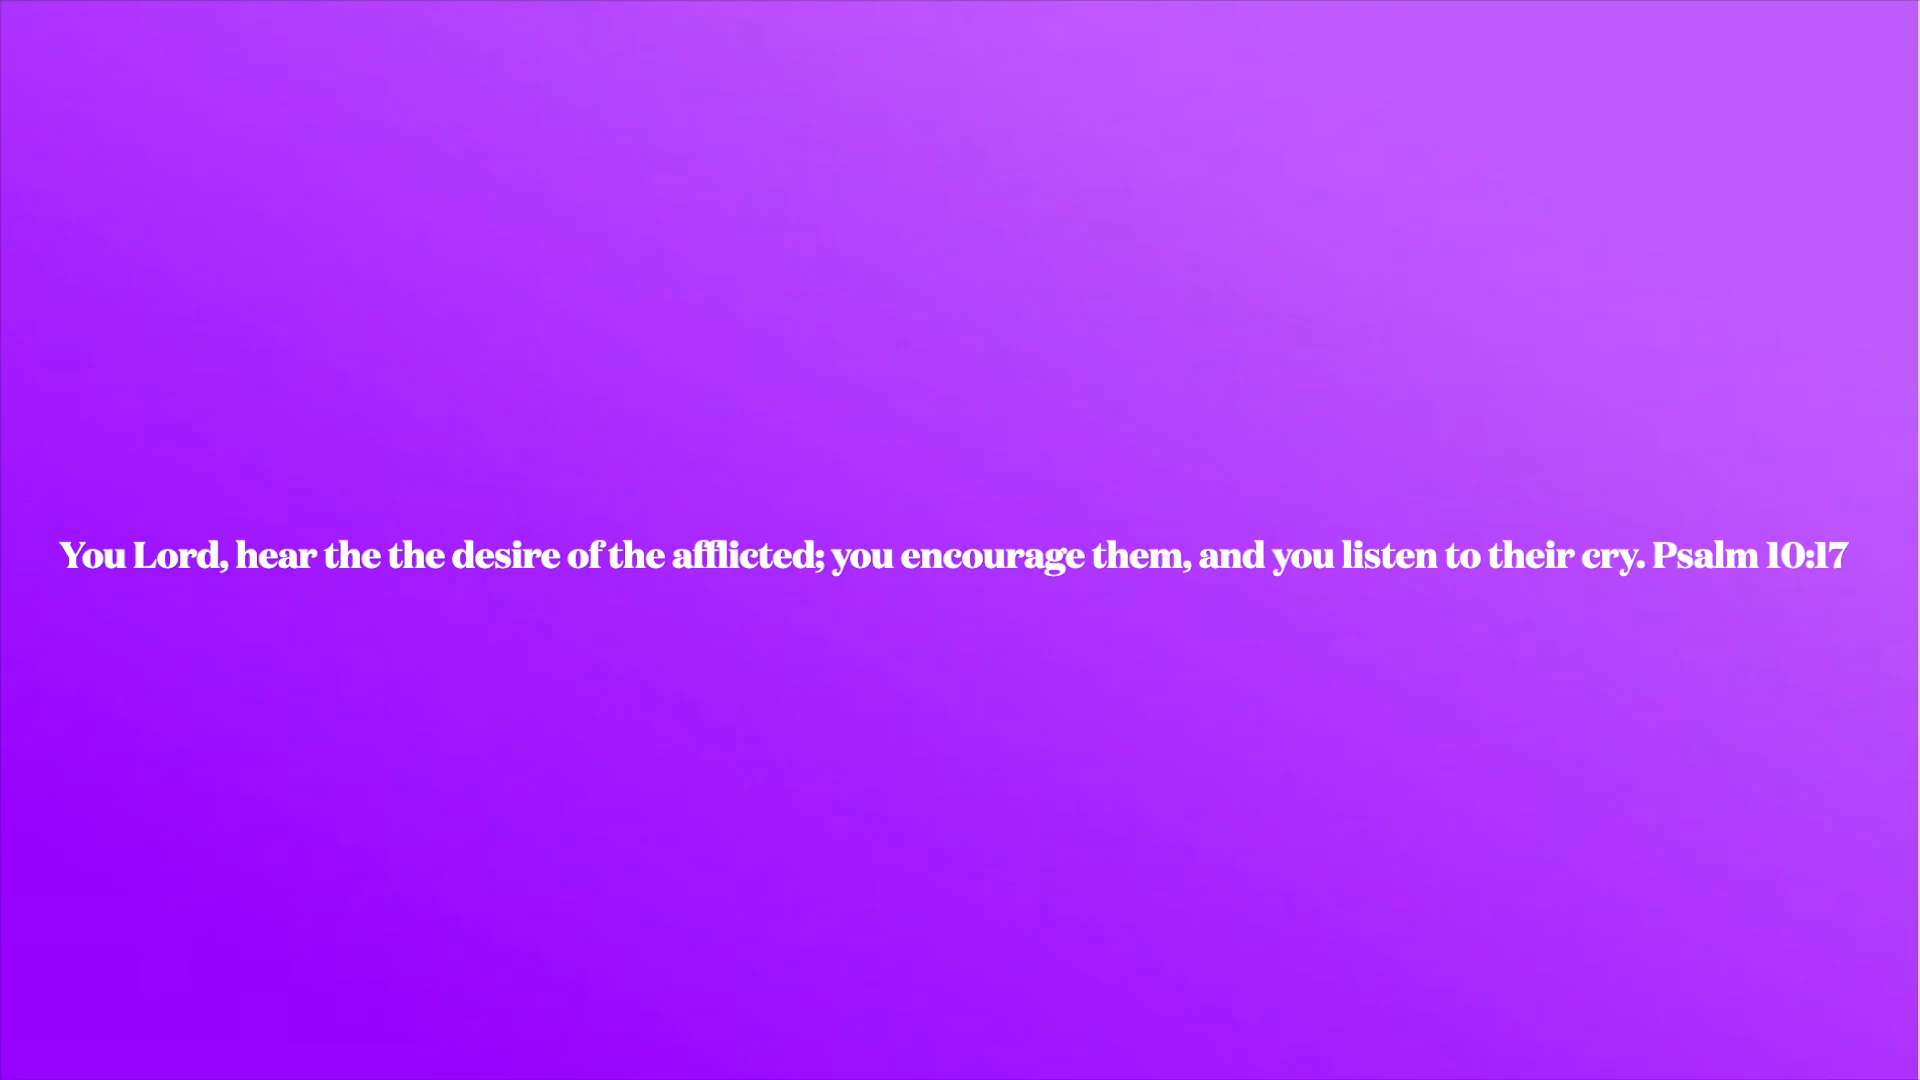 You Lord, hear the the desire of the afflicted; you encourage them, and you listen to their cry. Psalm 10:17